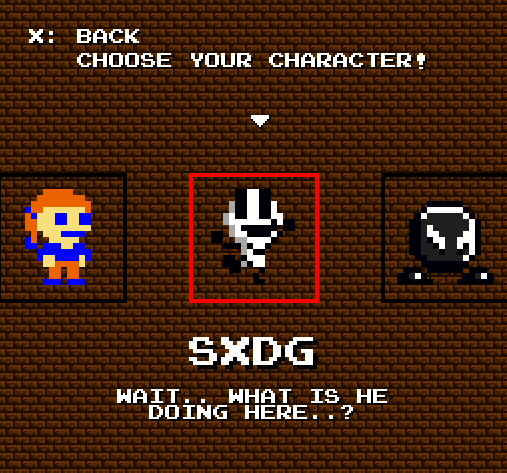 X: BACK
CHOOSE YOUR CHARACTER!
SXDG
WAIT.. WHAT IS HE
DOING HERE..?